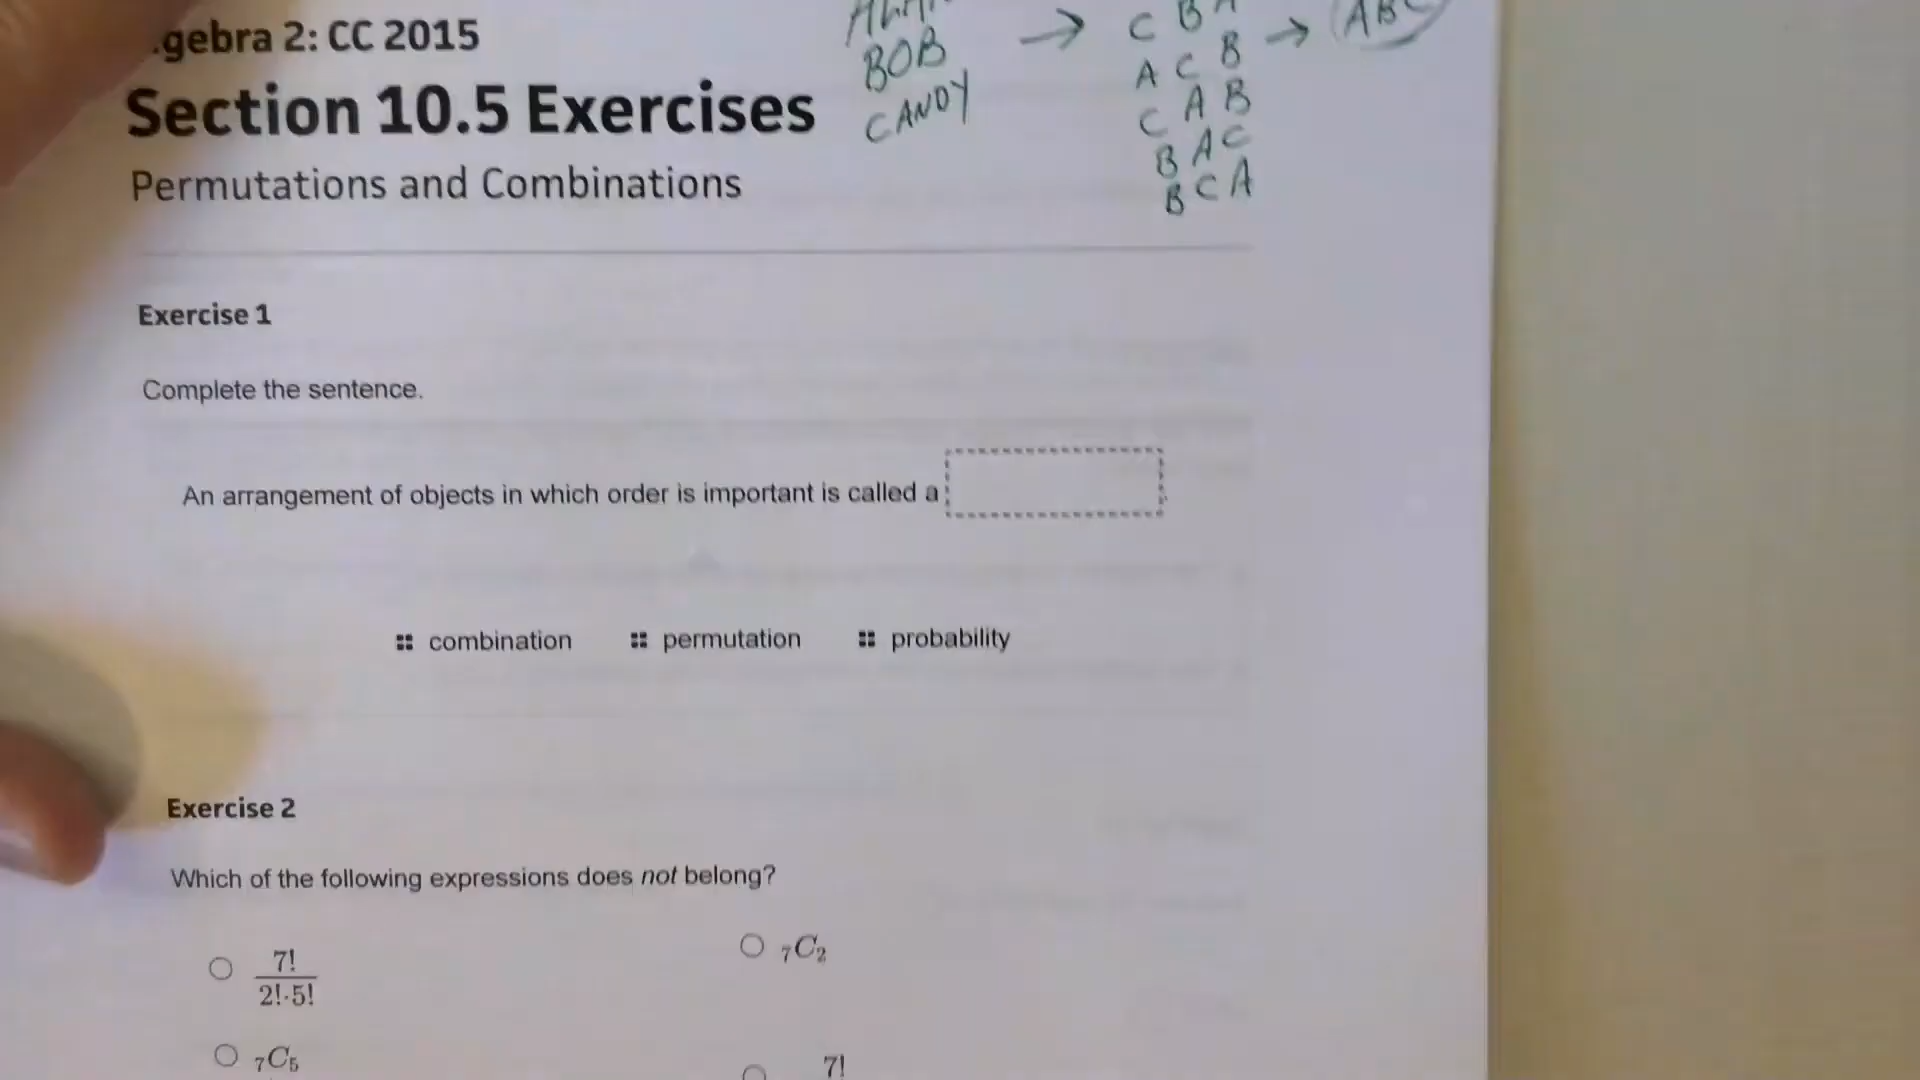 gebra 2: CC 2015
Section 10.5 Exercises
Permutations and Combinations
BOB
CANDY
→
C B A
A C B
C A B
B A C
B C A
→ ABC
Exercise 1
Complete the sentence.
An arrangement of objects in which order is important is called a
combination
permutation
probability
Exercise 2
Which of the following expressions does not belong?
7!
2!·5!
₇C₂
₇C₅
7!